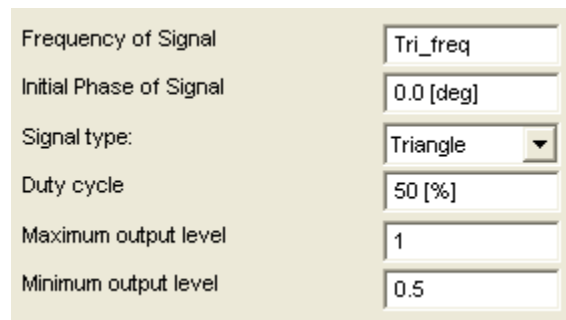 Frequency of Signal Tri_freq
Initial Phase of Signal 0.0 [deg]
Signal type: Triangle
Duty cycle 50 [%]
Maximum output level 1
Minimum output level 0.5